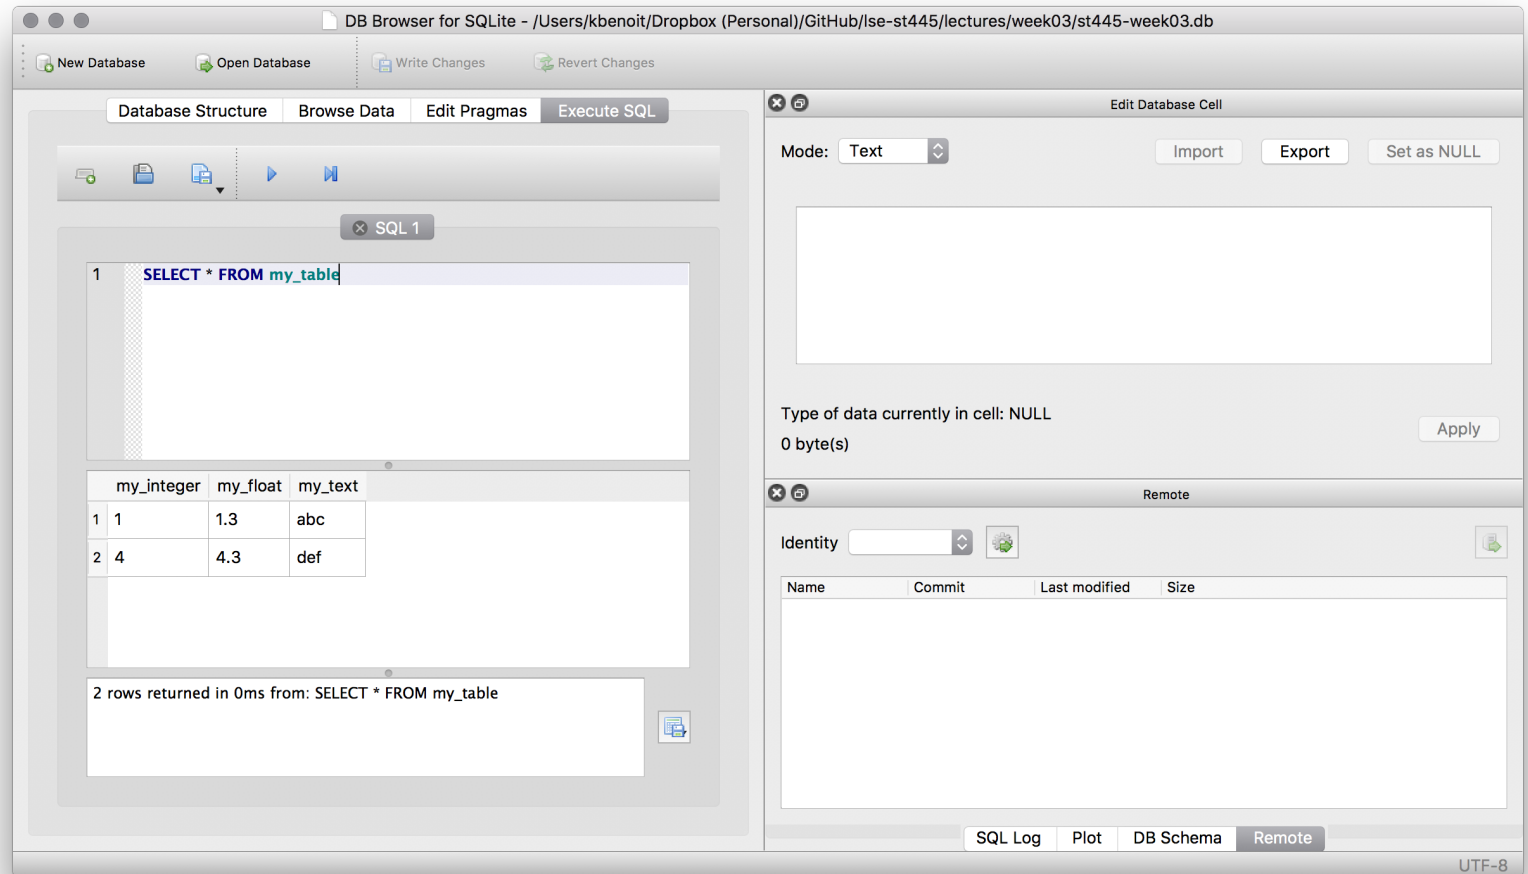 DB Browser for SQLite - /Users/kbenoit/Dropbox (Personal)/GitHub/lse-st445/lectures/week03/st445-week03.db
New Database Open Database Write Changes Revert Changes
Database Structure Browse Data Edit Pragmas Execute SQL
SQL 1
1 SELECT * FROM my_table
my_integer my_float my_text
1 1 1.3 abc
2 4 4.3 def
2 rows returned in 0ms from: SELECT * FROM my_table
Edit Database Cell
Mode: Text Import Export Set as NULL
Type of data currently in cell: NULL
0 byte(s)
Apply
Remote
Identity
Name Commit Last modified Size
SQL Log Plot DB Schema Remote
UTF-8